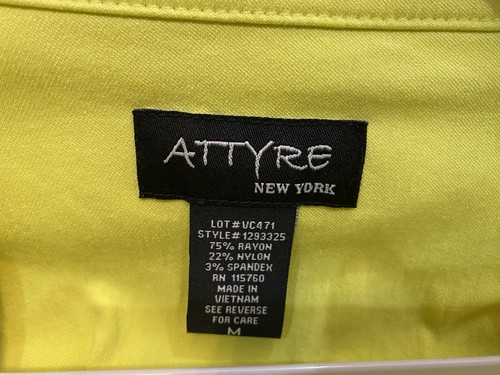 ATTYRE
NEW YORK
LOT#VC471
STYLE# 1293325
75% RAYON
22% NYLON
3% SPANDEX
RN 115760
MADE IN
VIETNAM
SEE REVERSE
FOR CARE
M